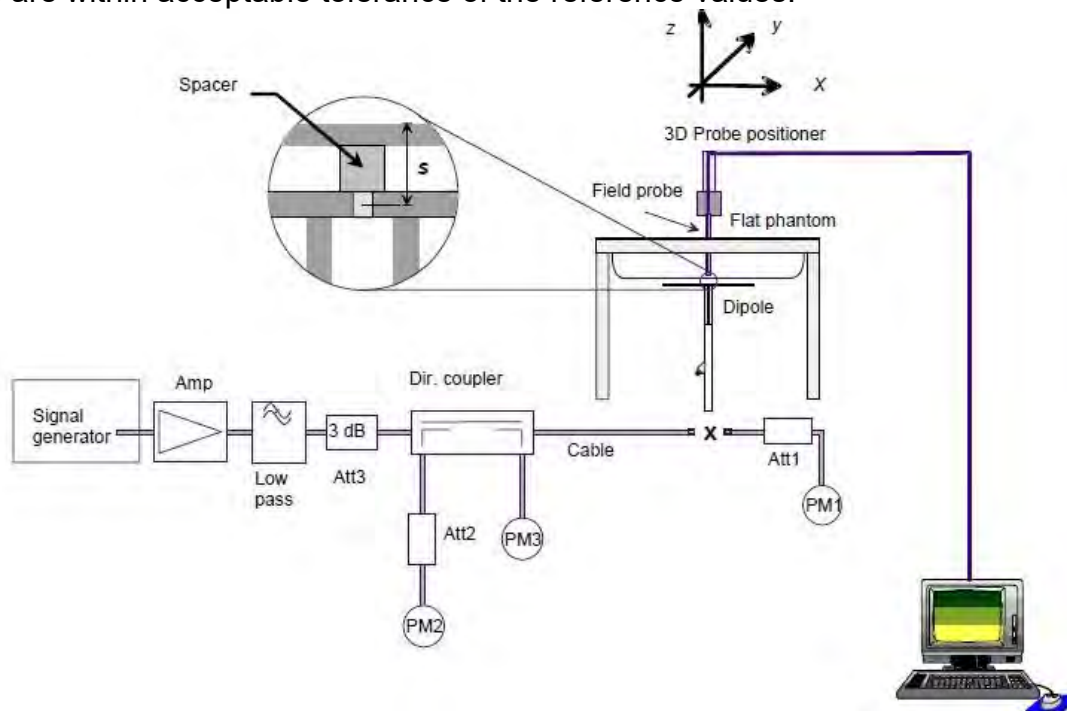 are within acceptable tolerance of the reference values.
z
y
X
Spacer
s
3D Probe positioner
Field probe
Flat phantom
Dipole
Signal
generator
Amp
Low
pass
3 dB
Att3
Dir. coupler
Cable
x
Att1
PM1
Att2
PM3
PM2